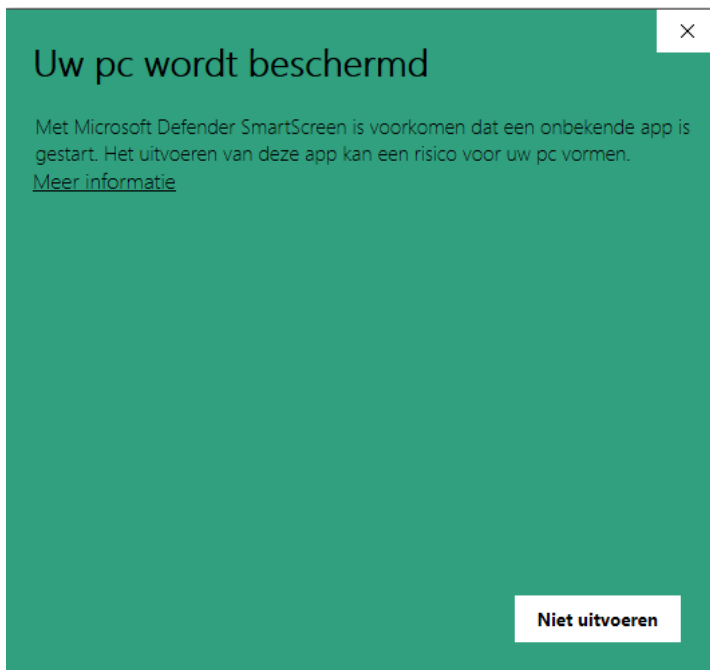 Uw pc wordt beschermd
Met Microsoft Defender SmartScreen is voorkomen dat een onbekende app is
gestart. Het uitvoeren van deze app kan een risico voor uw pc vormen.
Meer informatie
Niet uitvoeren